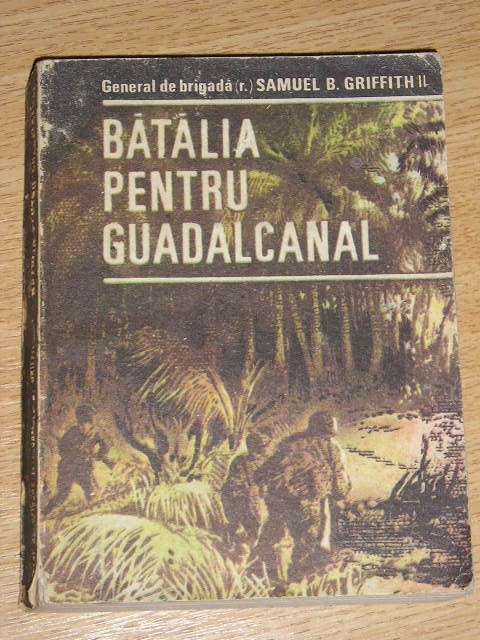 General de brigadă (r.) SAMUEL B. GRIFFITH II
BĂTĂLIA
PENTRU
GUADALCANAL